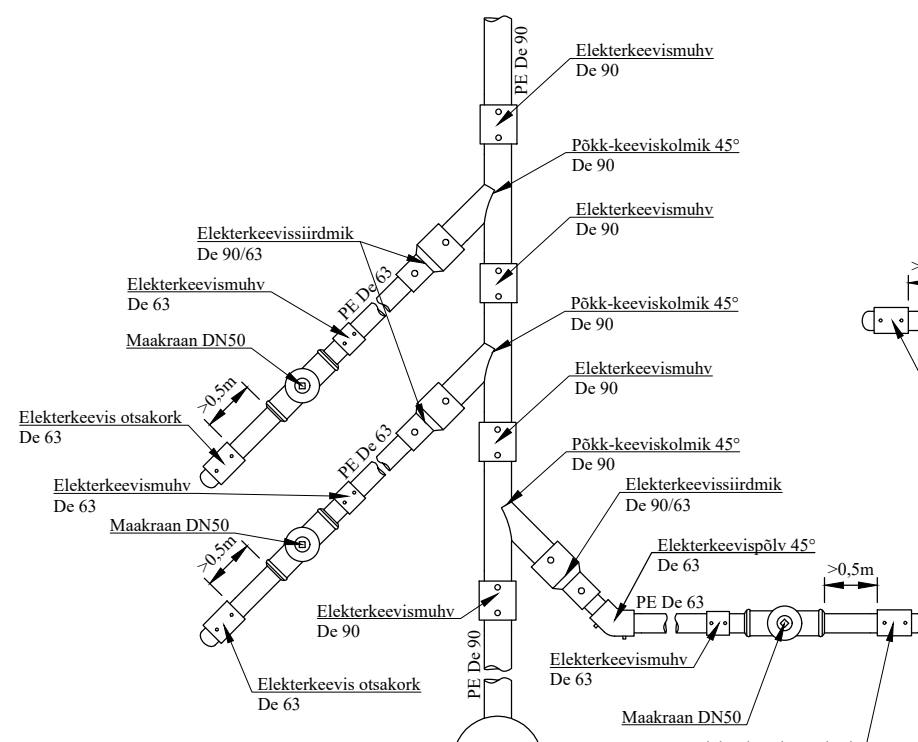 PE De 90
Elekterkeevismuhv
De 90
Põkk-keeviskolmik 45°
De 90
Elekterkeevismuhv
De 90
Elekterkeevissiirdmik
De 90/63
Elekterkeevismuhv
De 63
PE De 63
Põkk-keeviskolmik 45°
De 90
Maakraan DN50
>0,5m
Elekterkeevismuhv
De 90
Elekterkeevis otsakork
De 63
PE De 63
Põkk-keeviskolmik 45°
De 90
Elekterkeevismuhv
De 63
Elekterkeevissiirdmik
De 90/63
Maakraan DN50
>0,5m
Elekterkeevispõlv 45°
De 63
>0,5m
PE De 63
Elekterkeevismuhv
De 90
PE De 90
Elekterkeevismuhv
De 63
Elekterkeevis otsakork
De 63
Maakraan DN50